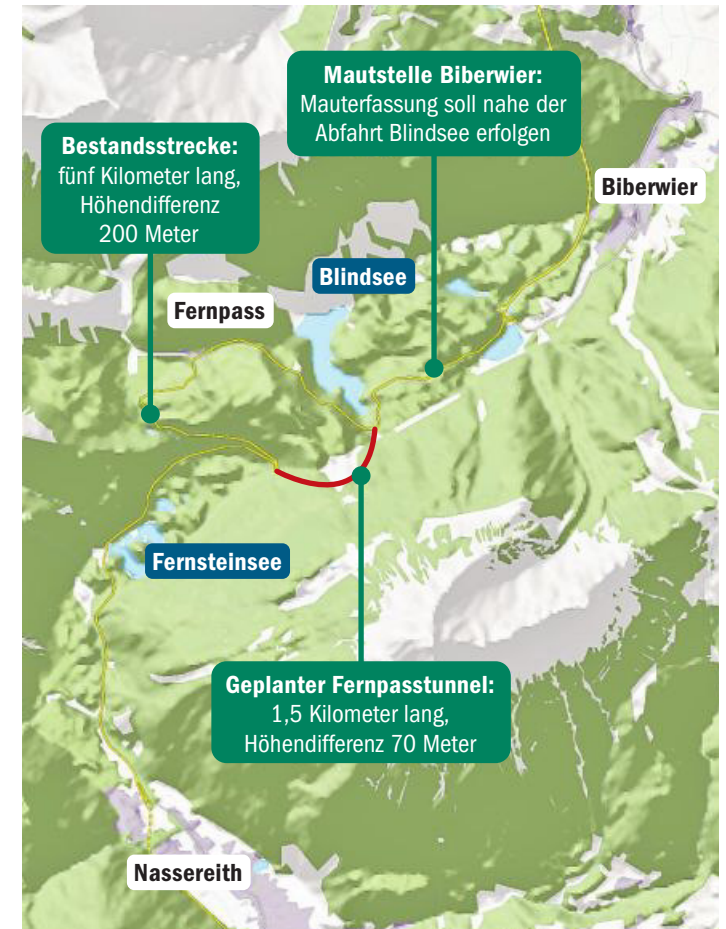 Mautstelle Biberwier:
Mauterfassung soll nahe der
Abfahrt Blindsee erfolgen
Bestandsstrecke:
fünf Kilometer lang,
Höhendifferenz
200 Meter
Biberwier
Blindsee
Fernpass
Fernsteinsee
Geplanter Fernpasstunnel:
1,5 Kilometer lang,
Höhendifferenz 70 Meter
Nassereith